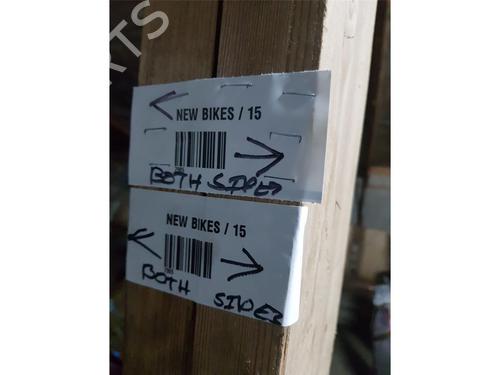 NEW BIKES / 15
BOTH SIDES
NEW BIKES / 15
BOTH SIDES